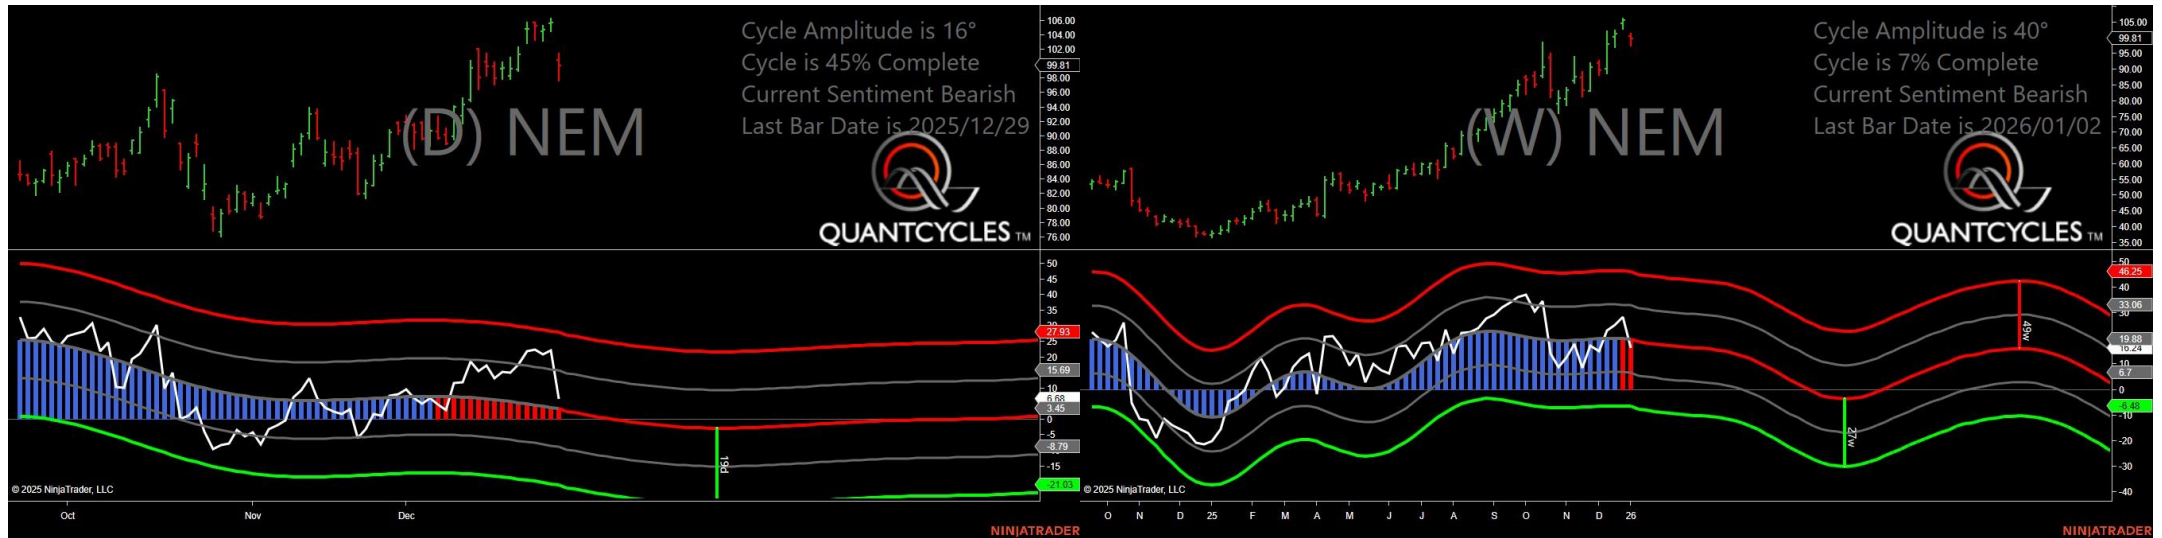 Cycle Amplitude is 16°
Cycle is 45% Complete
Current Sentiment Bearish
Last Bar Date is 2025/12/29
(D) NEM
QUANTCYCLES TM
106.00
104.00
102.00
99.81
98.00
96.00
94.00
92.00
90.00
88.00
86.00
84.00
82.00
80.00
78.00
76.00
50
45
40
35
27.93
25
20
15.69
10
6.68
3.45
0
-5
-8.79
-15
-21.03
19d
© 2025 NinjaTrader, LLC
Oct Nov Dec
NINJATRADER
Cycle Amplitude is 40°
Cycle is 7% Complete
Current Sentiment Bearish
Last Bar Date is 2026/01/02
(W) NEM
QUANTCYCLES TM
105.00
99.81
95.00
90.00
85.00
80.00
75.00
70.00
65.00
60.00
55.00
50.00
45.00
40.00
35.00
50
46.25
40
33.06
30
19.88
16.24
10
6.7
0
-6.48
-10
-20
-30
-40
49w
27w
© 2025 NinjaTrader, LLC
O N D 25 F M A M J J A S O N D 26
NINJATRADER